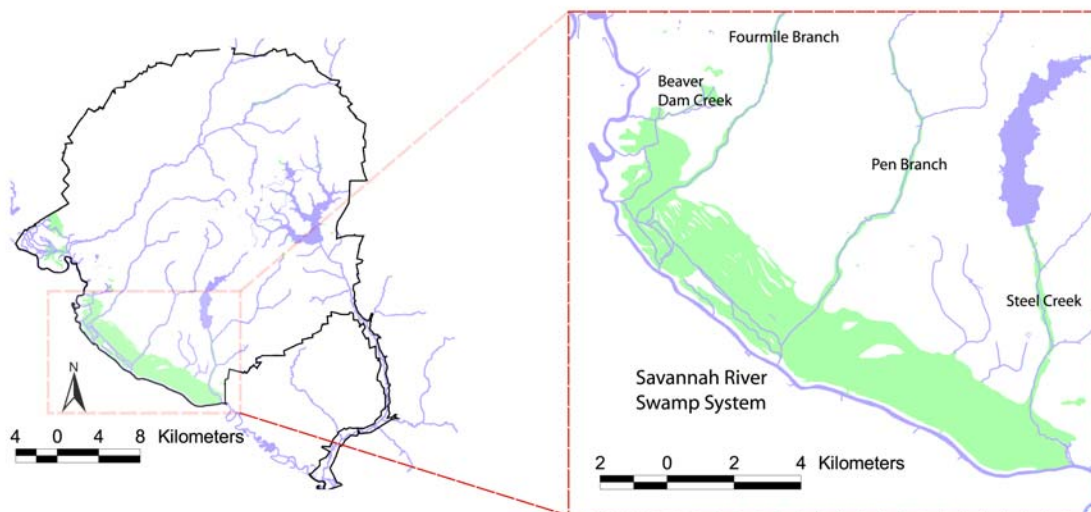 N
4 0 4 8 Kilometers
Fourmile Branch
Beaver
Dam Creek
Pen Branch
Steel Creek
Savannah River
Swamp System
2 0 2 4 Kilometers